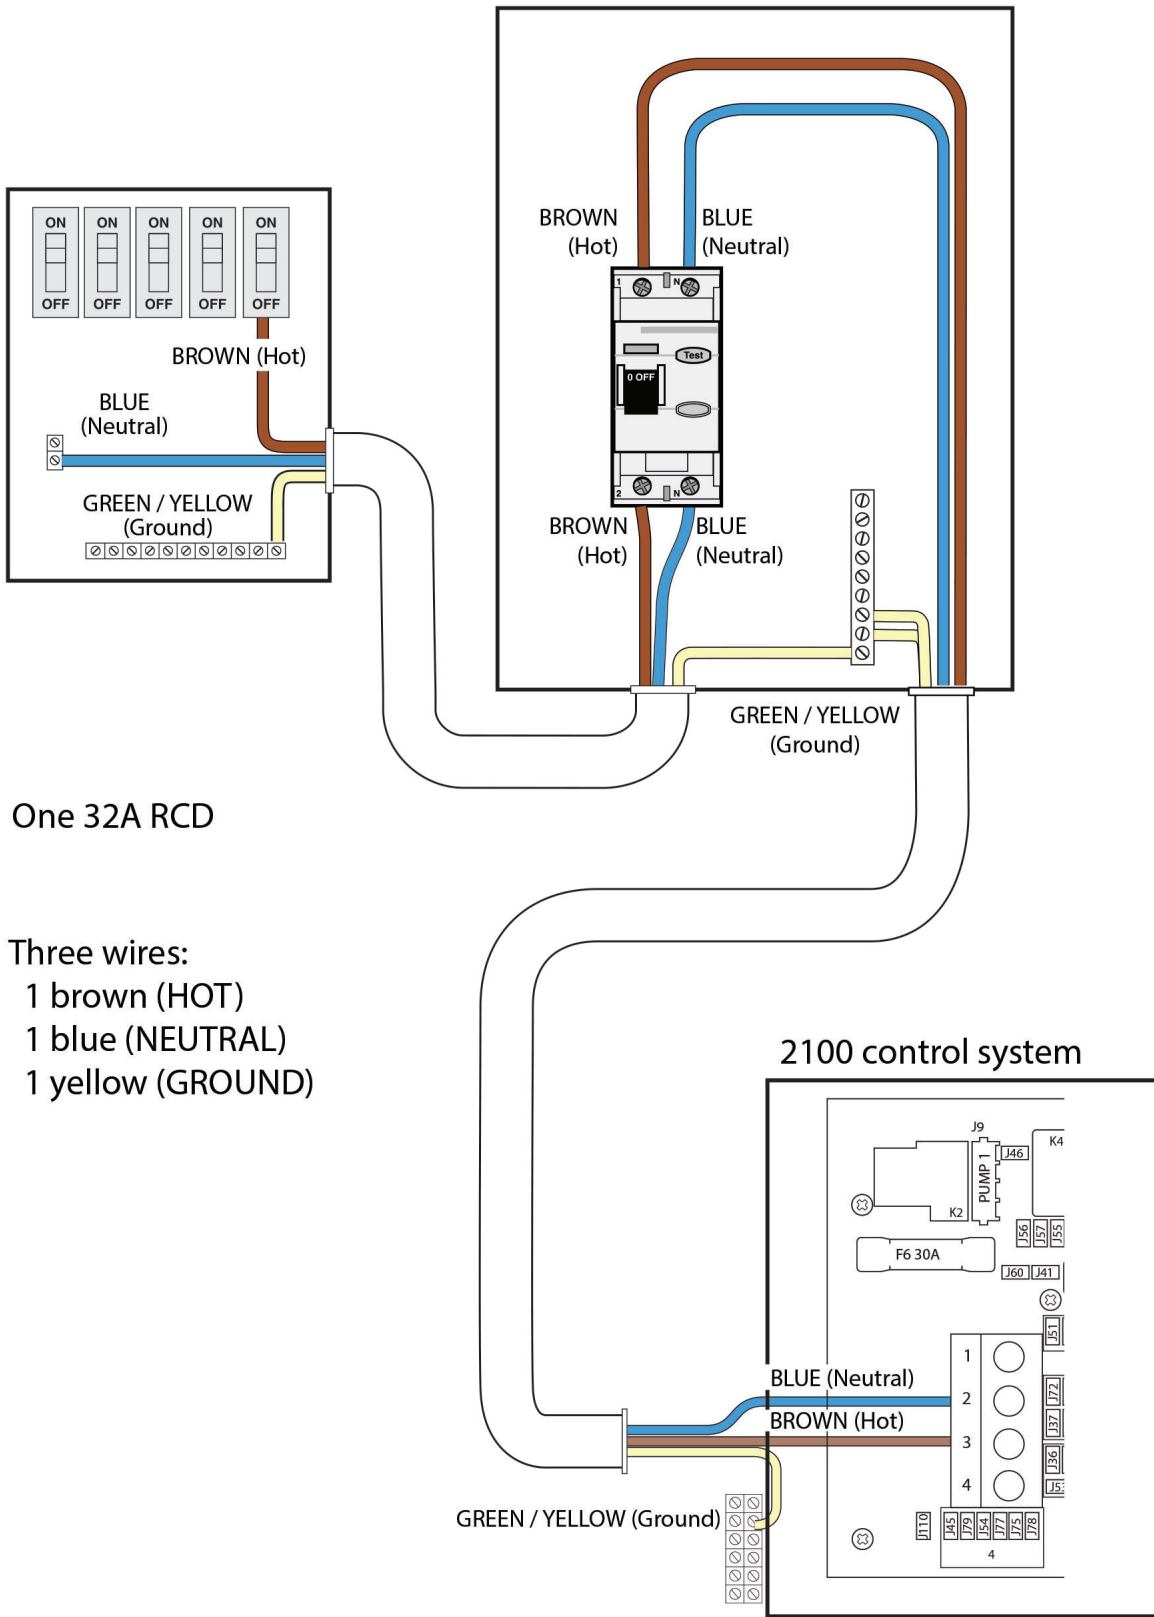 ON
ON
ON
ON
ON
OFF
OFF
OFF
OFF
OFF
BROWN (Hot)
BLUE
(Neutral)
GREEN / YELLOW
(Ground)
BROWN
(Hot)
BLUE
(Neutral)
1
N
Test
0 OFF
2
N
BROWN
(Hot)
BLUE
(Neutral)
GREEN / YELLOW
(Ground)
One 32A RCD
Three wires:
1 brown (HOT)
1 blue (NEUTRAL)
1 yellow (GROUND)
2100 control system
J9
PUMP 1
J46
K4
K2
J56
J57
J55
F6 30A
J60
J41
J51
1
BLUE (Neutral)
2
J72
BROWN (Hot)
3
J37
J36
4
J53
GREEN / YELLOW (Ground)
J110
J45
J79
J54
J77
J75
J78
4